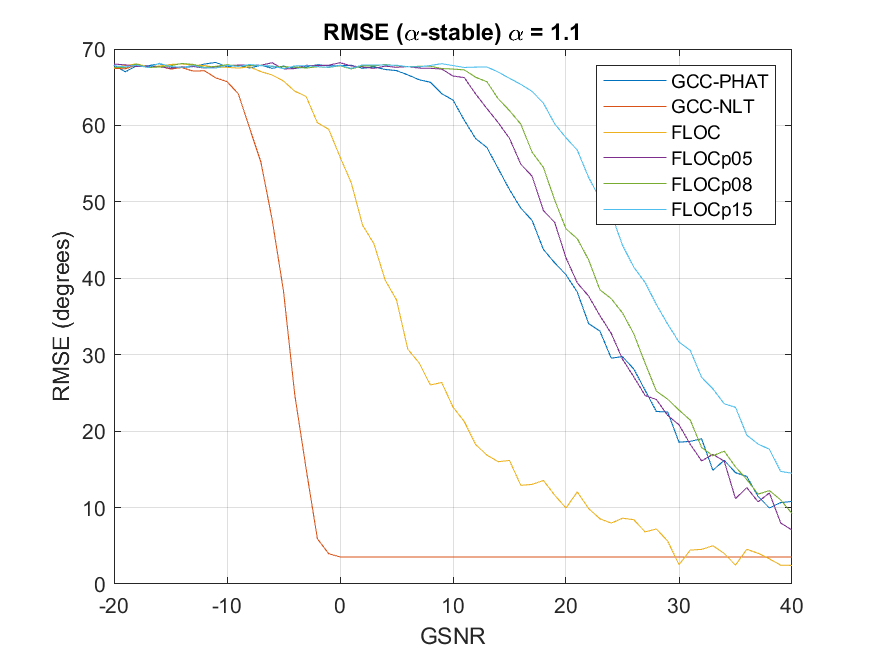 RMSE (α-stable) α = 1.1
RMSE (degrees)
70
60
50
40
30
20
10
0
-20
-10
0
10
20
30
40
GSNR
GCC-PHAT
GCC-NLT
FLOC
FLOCp05
FLOCp08
FLOCp15